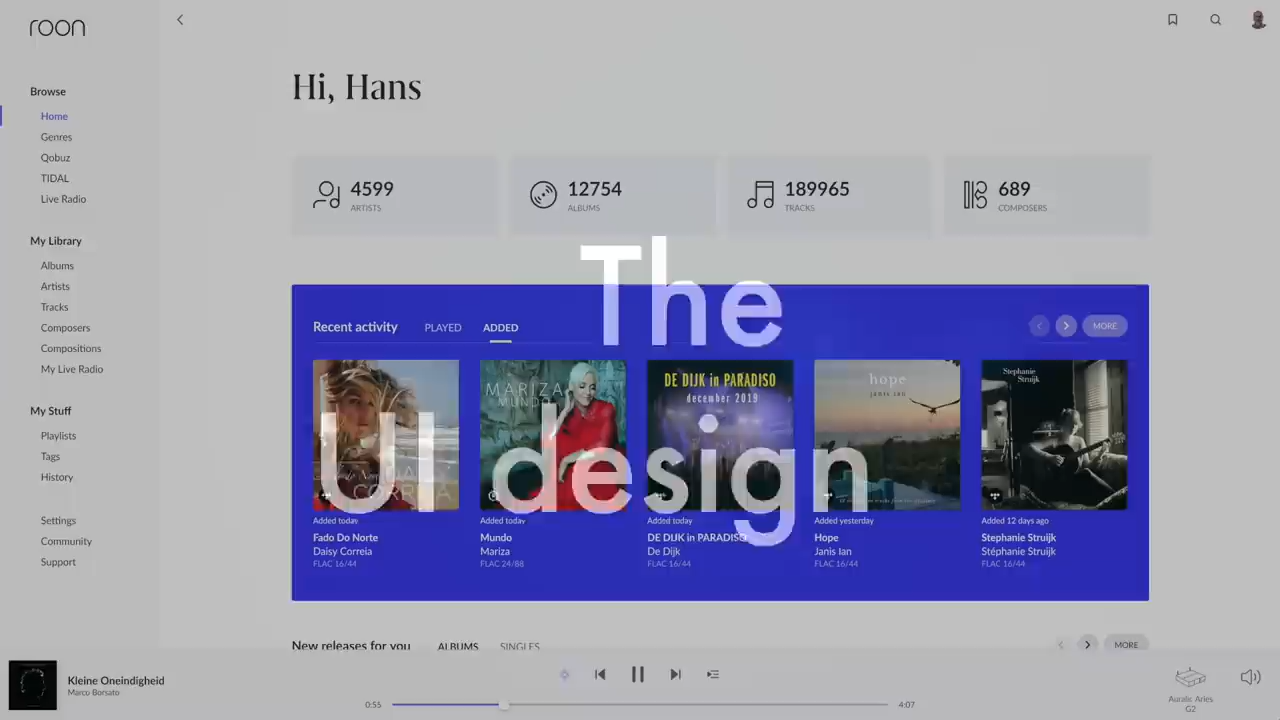 roon
Hi, Hans
Browse
Home
Genres
Qobuz
TIDAL
Live Radio
My Library
Albums
Artists
Tracks
Composers
Compositions
My Live Radio
My Stuff
Playlists
Tags
History
Settings
Community
Support
4599
ARTISTS
12754
ALBUMS
189965
TRACKS
689
COMPOSERS
The
UI design
Recent activity PLAYED ADDED MORE
MARIZA
MUNDO
DE DIJK in PARADISO
december 2019
hope
janis ian
Stephanie
Struijk
CORREIA
Added today
Fado Do Norte
Daisy Correia
FLAC 16/44
Added today
Mundo
Mariza
FLAC 24/88
Added today
DE DIJK in PARADISO
De Dijk
FLAC 16/44
Added yesterday
Hope
Janis Ian
FLAC 16/44
Added 12 days ago
Stephanie Struijk
Stéphanie Struijk
FLAC 16/44
New releases for you ALBUMS SINGLES MORE
Kleine Oneindigheid
Marco Borsato
0:55
4:07
Auralic Aries
G2